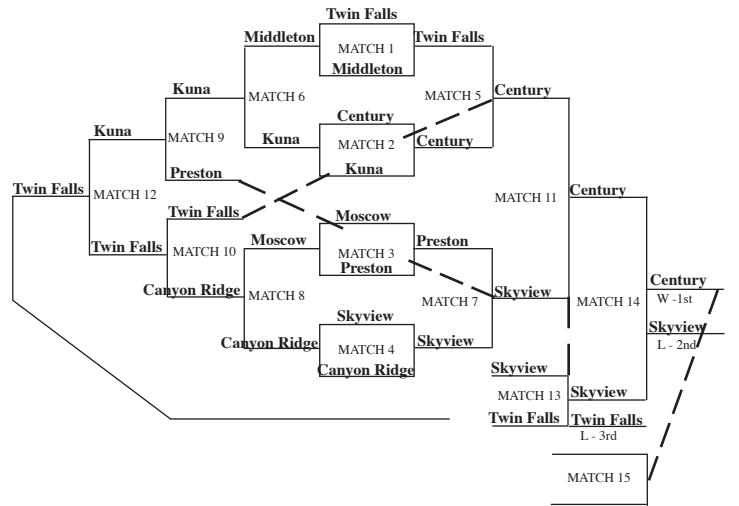 Twin Falls
Middleton
MATCH 1
Twin Falls
Middleton
Kuna
MATCH 6
MATCH 5
Century
Century
Kuna
MATCH 9
Kuna
MATCH 2
Century
Kuna
Preston
Twin Falls
MATCH 12
MATCH 11
Century
Twin Falls
Moscow
Twin Falls
MATCH 10
Moscow
MATCH 3
Preston
Preston
Canyon Ridge
MATCH 8
MATCH 7
Skyview
MATCH 14
Century
W -1st
Skyview
Skyview
L - 2nd
Canyon Ridge
MATCH 4
Skyview
Canyon Ridge
Skyview
MATCH 13
Skyview
Twin Falls
Twin Falls
L - 3rd
MATCH 15